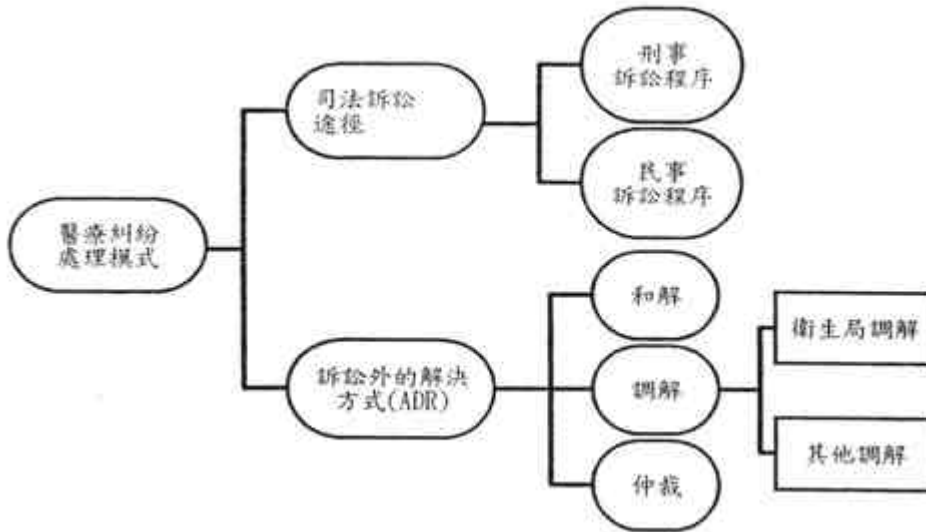 刑事
訴訟程序
司法訴訟
途徑
民事
訴訟程序
醫療糾紛
處理模式
和解
衛生局調解
訴訟外的解決
方式(ADR)
調解
其他調解
仲裁